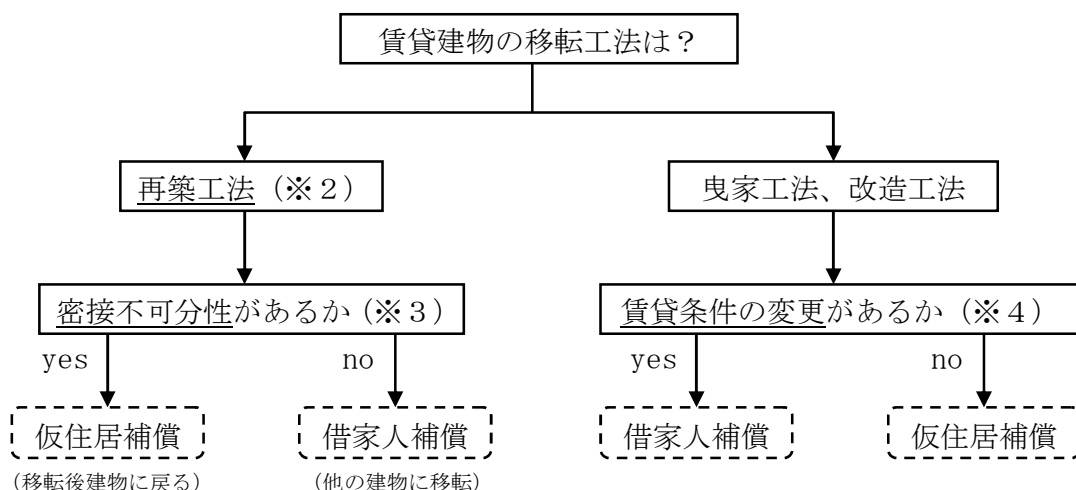 賃貸建物の移転工法は？
再築工法（※２）
曳家工法、改造工法
密接不可分性があるか（※３）
賃貸条件の変更があるか（※４）
yes
no
yes
no
仮住居補償
借家人補償
借家人補償
仮住居補償
（移転後建物に戻る）
（他の建物に移転）